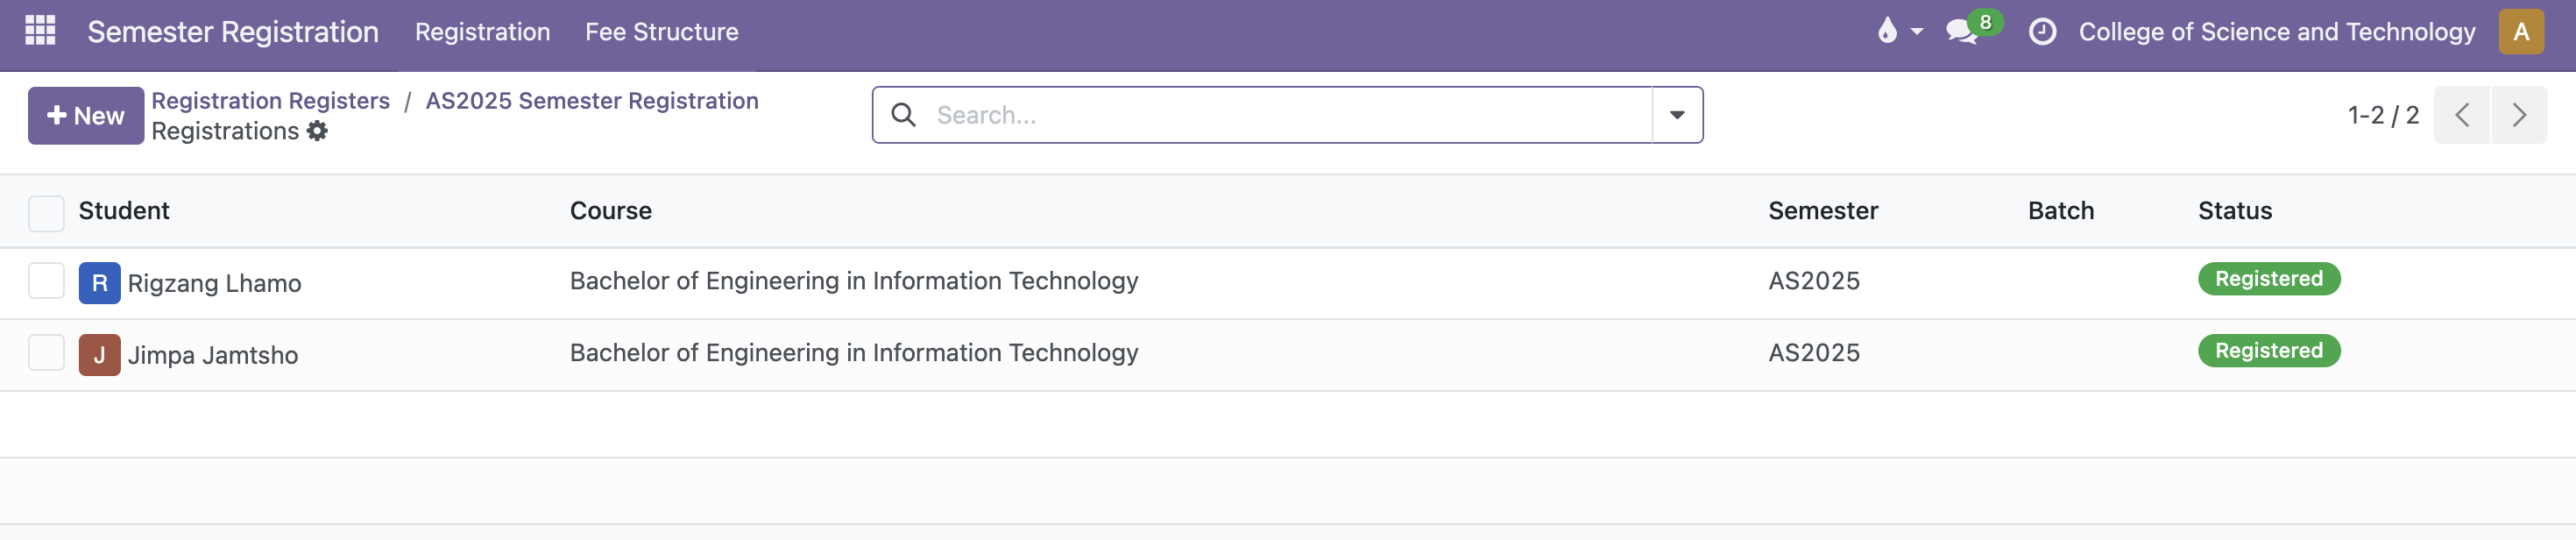 Semester Registration Registration Fee Structure 8 College of Science and Technology A
New Registration Registers / AS2025 Semester Registration
Registrations
Search...
1-2 / 2
Student Course Semester Batch Status
R Rigzang Lhamo Bachelor of Engineering in Information Technology AS2025 Registered
J Jimpa Jamtsho Bachelor of Engineering in Information Technology AS2025 Registered